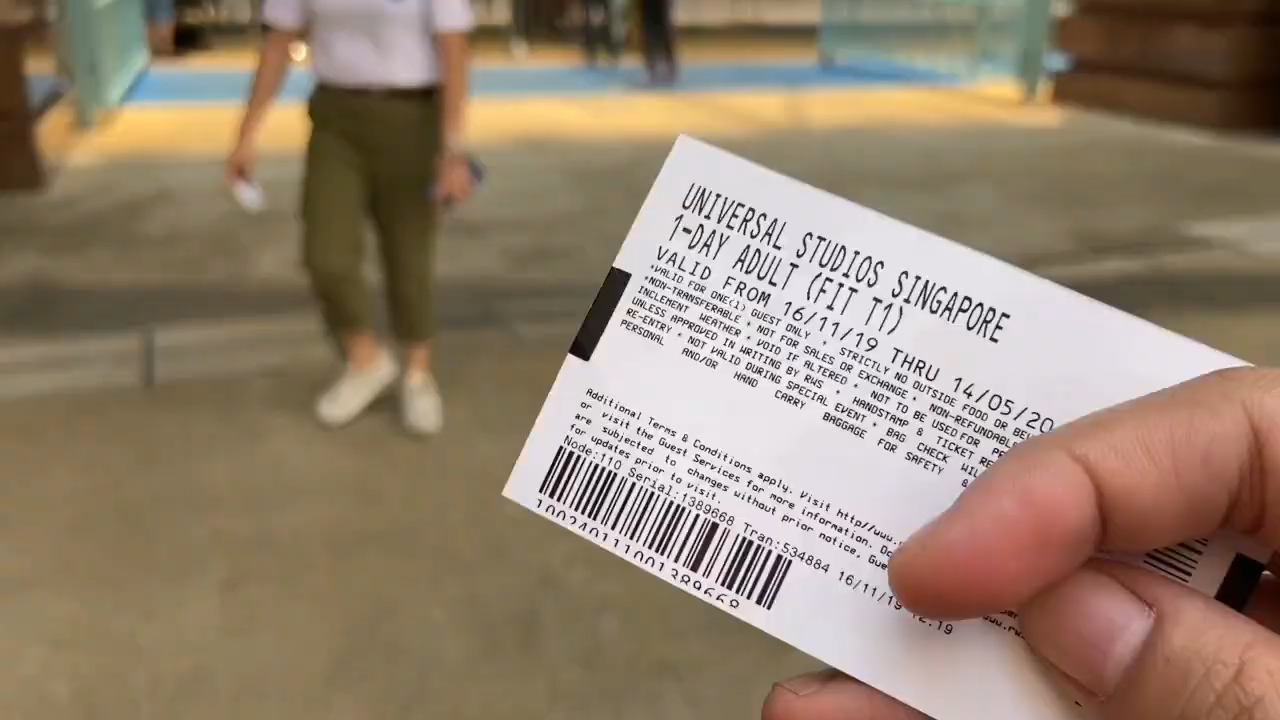 UNIVERSAL STUDIOS SINGAPORE
1-DAY ADULT (FIT T1)
VALID FROM 16/11/19 THRU 14/05/20
*VALID FOR ONE(1) GUEST ONLY * STRICTLY NO OUTSIDE FOOD OR
*NON-TRANSFERABLE * NOT FOR SALES OR EXCHANGE * NON-REFUNDABLE
INCLEMENT WEATHER * VOID IF ALTERED * NOT TO BE USED FOR
UNLESS APPROVED IN WRITING BY RWS * HANDSTAMP & TICKET
RE-ENTRY * NOT VALID DURING SPECIAL EVENT * BAG CHECK
PERSONAL AND/OR HAND CARRY BAGGAGE FOR SAFETY &
Additional Terms & Conditions apply. Visit http//www.
or visit the Guest Services for more information.
are subjected to changes without prior notice,
for updates prior to visit.
Node:110 Serial:1389668 Tran:534884 16/11/19 12:19
100240111001389668